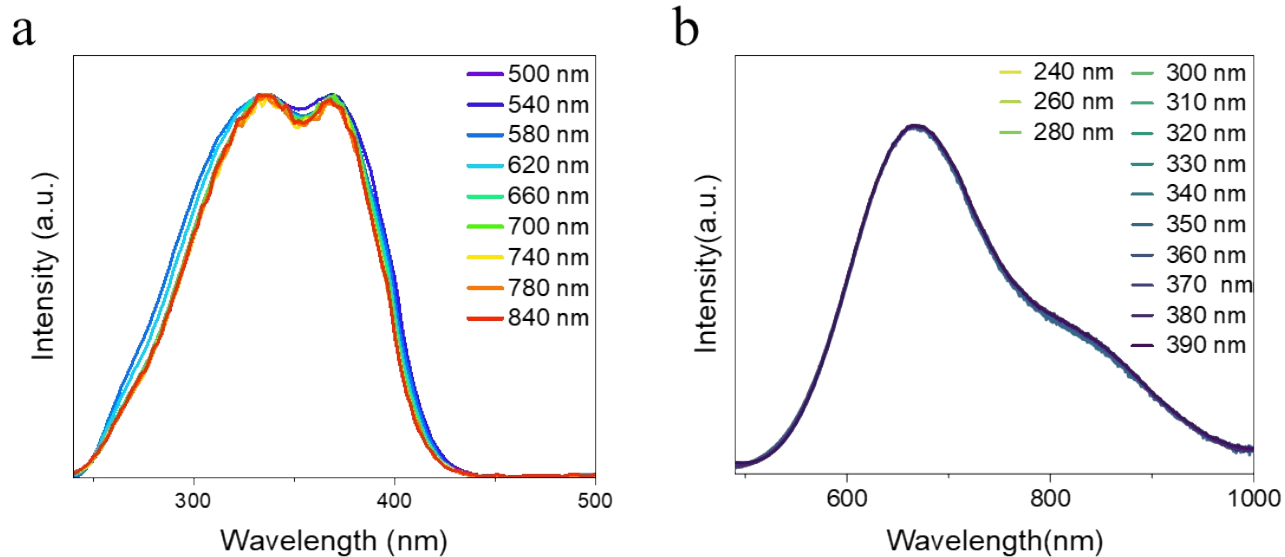 a
Intensity (a.u.)
500 nm
540 nm
580 nm
620 nm
660 nm
700 nm
740 nm
780 nm
840 nm
300
400
500
Wavelength (nm)
b
Intensity(a.u.)
240 nm
260 nm
280 nm
300 nm
310 nm
320 nm
330 nm
340 nm
350 nm
360 nm
370 nm
380 nm
390 nm
600
800
1000
Wavelength(nm)